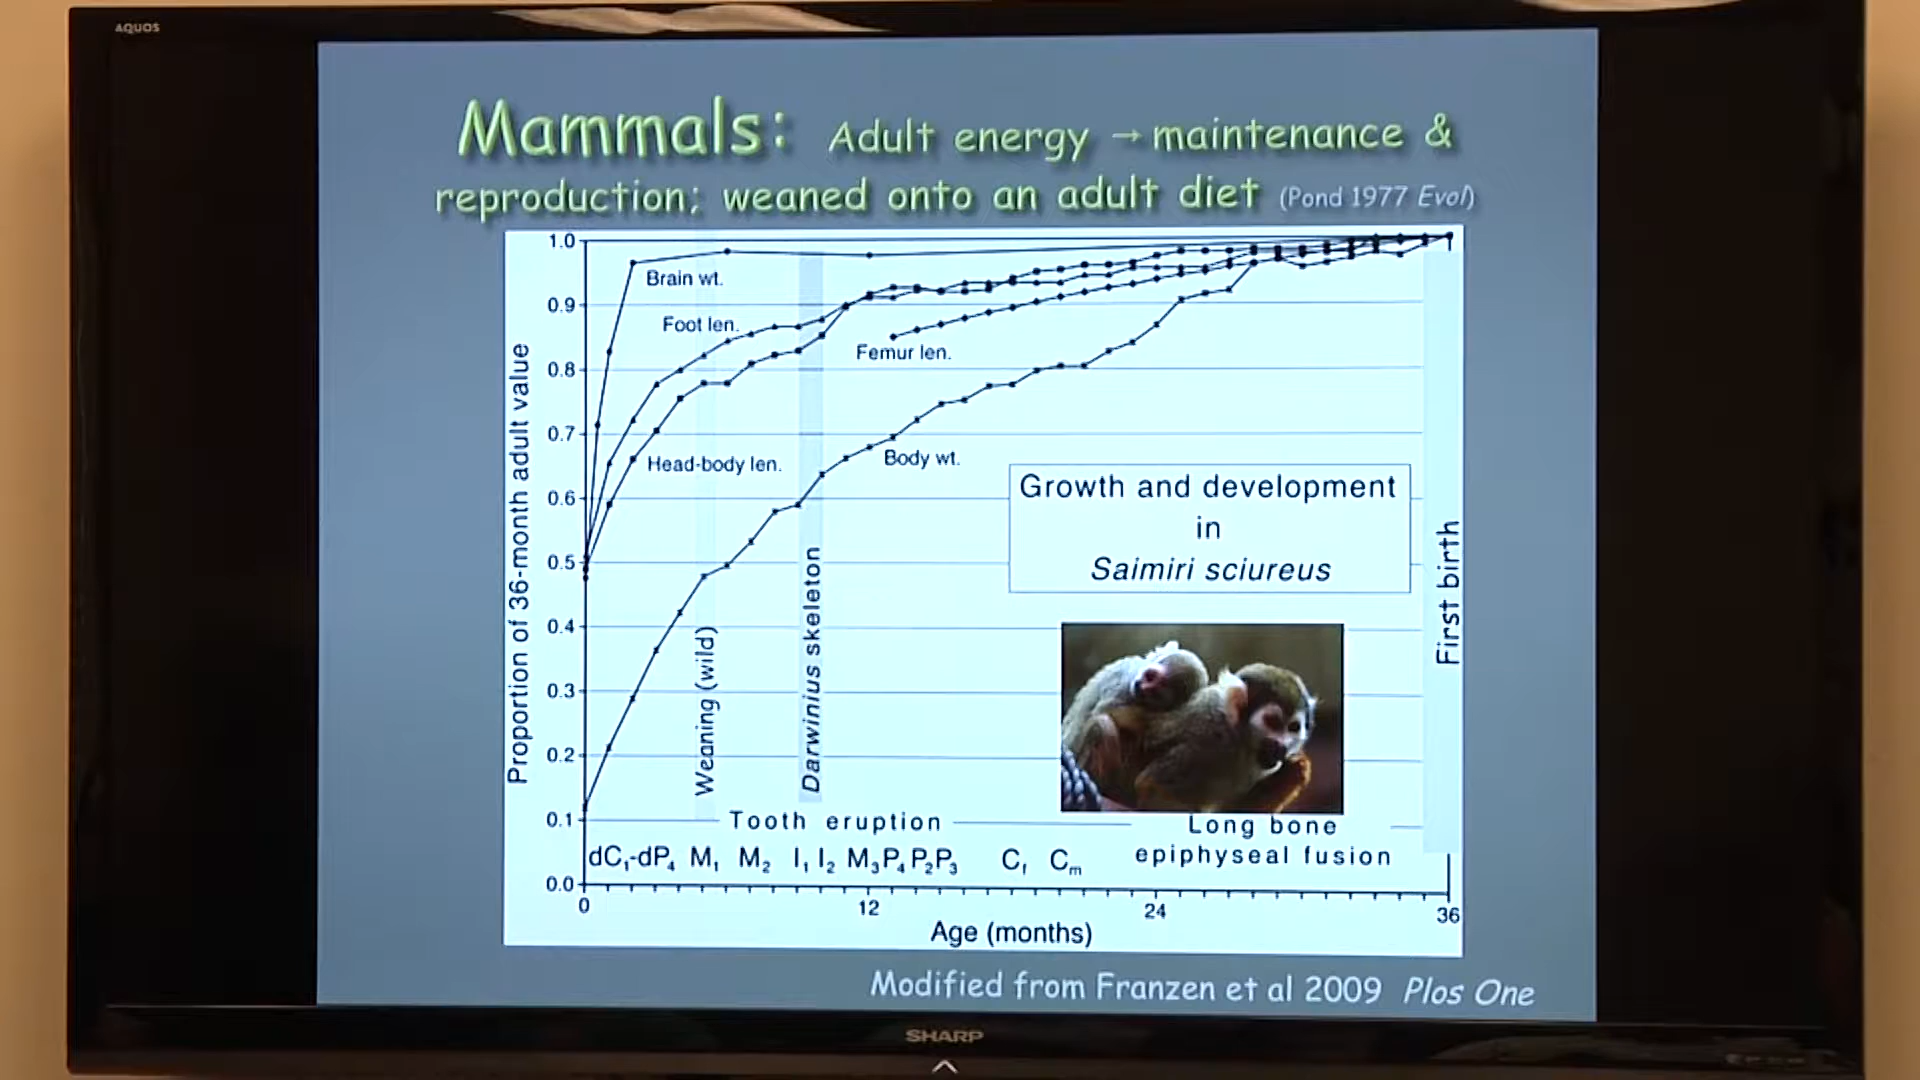 AQUOS
Mammals: Adult energy → maintenance &
reproduction; weaned onto an adult diet (Pond 1977 Evol)
Proportion of 36-month adult value
1.0
0.9
0.8
0.7
0.6
0.5
0.4
0.3
0.2
0.1
0.0
Brain wt.
Foot len.
Femur len.
Head-body len.
Body wt.
Growth and development
in
Saimiri sciureus
Weaning (wild)
Darwinius skeleton
First birth
Tooth eruption
Long bone
epiphyseal fusion
dC₁-dP₄ M₁ M₂ I₁ I₂ M₃P₄ P₂P₃ Cf Cm
0 12 24 36
Age (months)
Modified from Franzen et al 2009 Plos One
SHARP